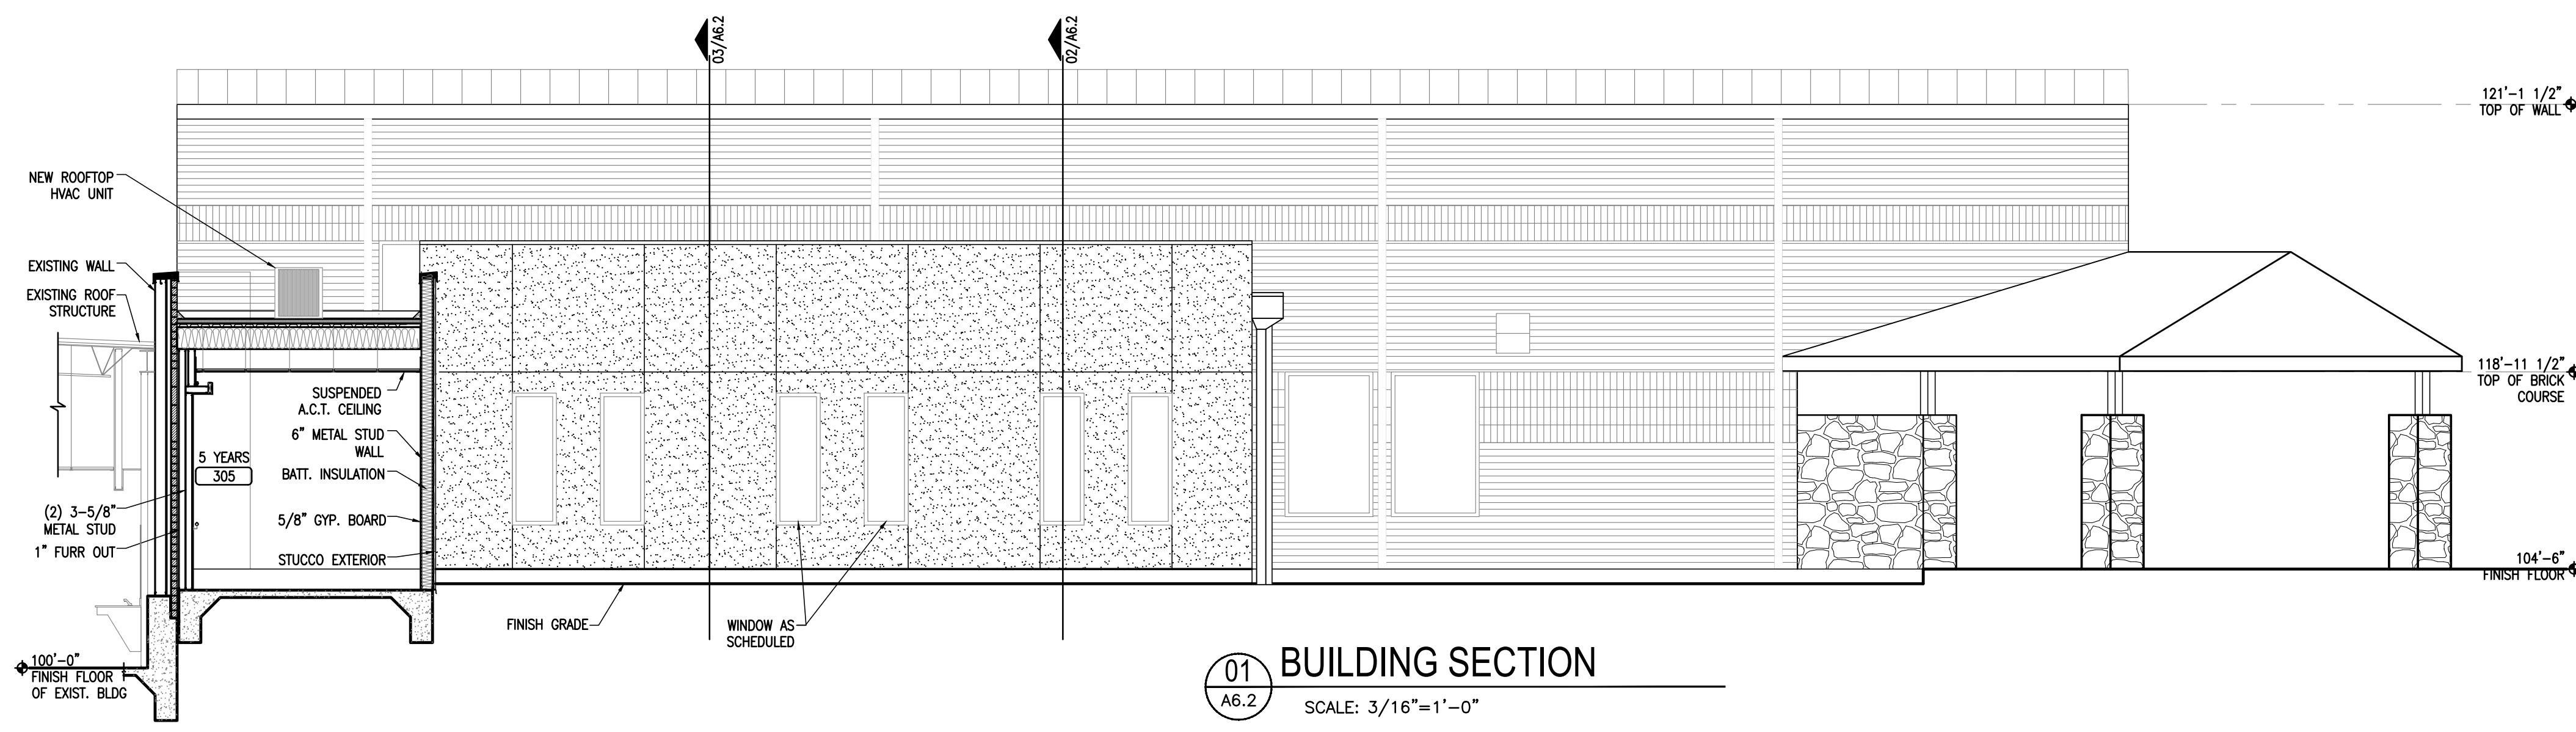 03/A6.2
02/A6.2
121'-1 1/2"
TOP OF WALL
NEW ROOFTOP
HVAC UNIT
EXISTING WALL
EXISTING ROOF
STRUCTURE
118'-11 1/2"
TOP OF BRICK
COURSE
SUSPENDED
A.C.T. CEILING
6" METAL STUD
WALL
5 YEARS
305
BATT. INSULATION
(2) 3-5/8"
METAL STUD
5/8" GYP. BOARD
1" FURR OUT
STUCCO EXTERIOR
104'-6"
FINISH FLOOR
FINISH GRADE
WINDOW AS
SCHEDULED
100'-0"
FINISH FLOOR
OF EXIST. BLDG
01
BUILDING SECTION
A6.2
SCALE: 3/16"=1'-0"